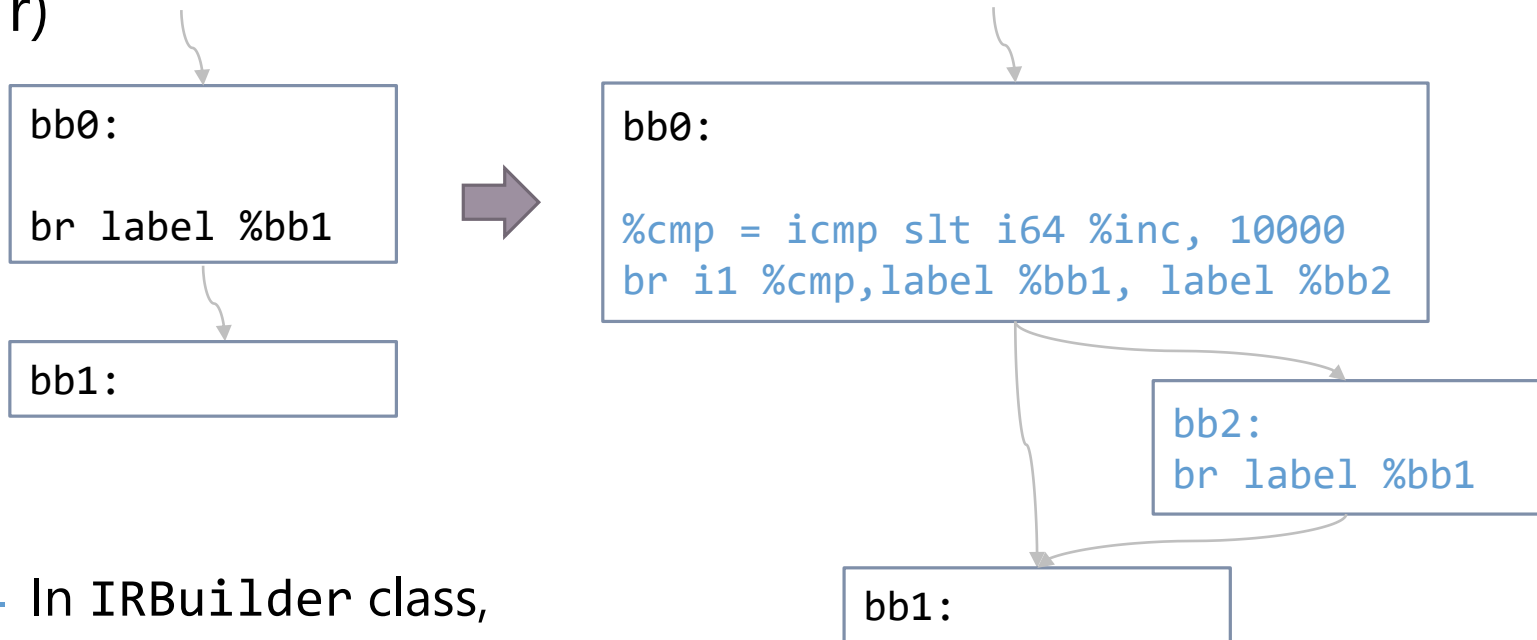 r)
bb0:
br label %bb1
bb1:
bb0:
%cmp = icmp slt i64 %inc, 10000
br i1 %cmp,label %bb1, label %bb2
bb2:
br label %bb1
bb1:
- In IRBuilder class,